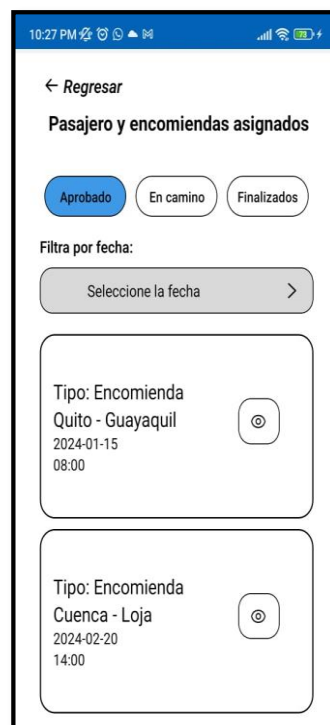 10:27 PM
73
← Regresar
Pasajero y encomiendas asignados
Aprobado En camino Finalizados
Filtra por fecha:
Seleccione la fecha
Tipo: Encomienda
Quito - Guayaquil
2024-01-15
08:00
Tipo: Encomienda
Cuenca - Loja
2024-02-20
14:00